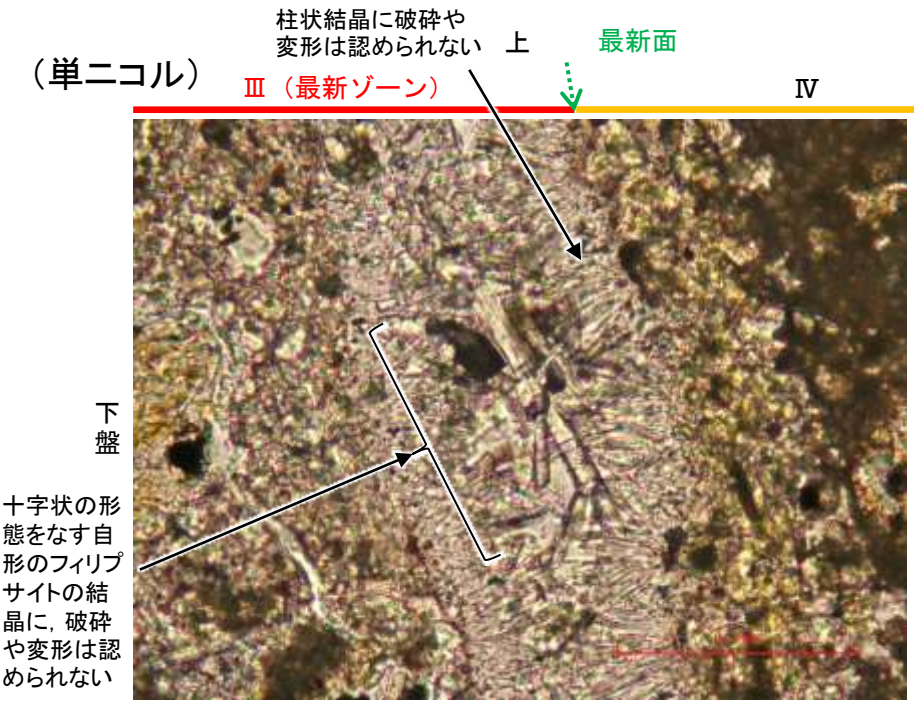 柱状結晶に破砕や
変形は認められない
上
最新面
（単ニコル）
Ⅲ（最新ゾーン）
Ⅳ
下
盤
十字状の形
態をなす自
形のフィリプ
サイトの結
晶に，破砕
や変形は認
められない